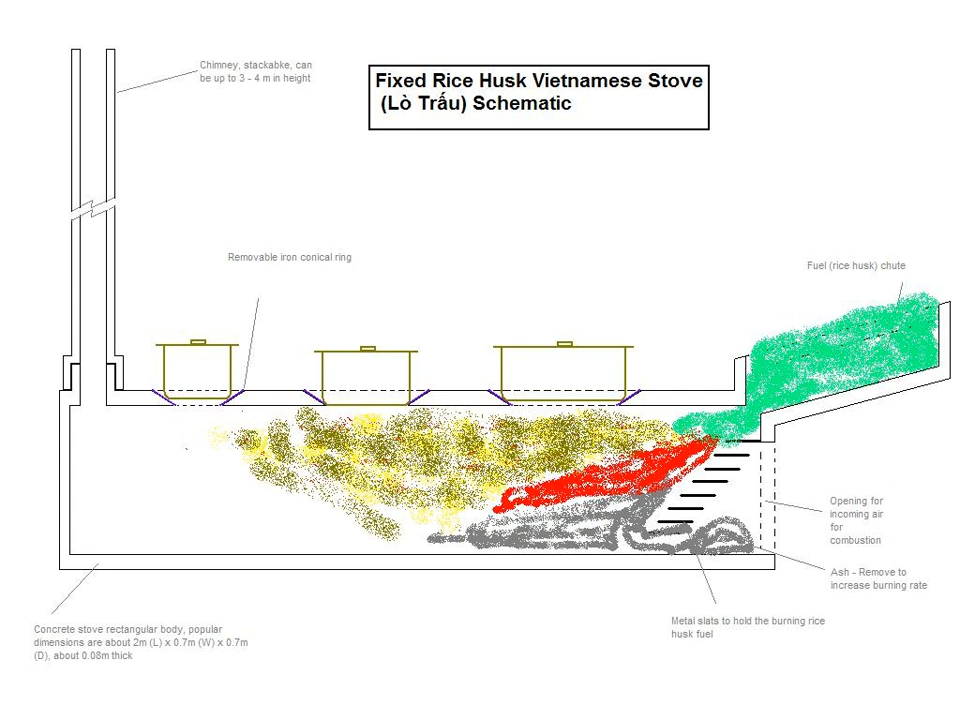 Chimney, stackabke, can
be up to 3 - 4 m in height
Fixed Rice Husk Vietnamese Stove
(Lò Trấu) Schematic
Removable iron conical ring
Fuel (rice husk) chute
Opening for
incoming air
for
combustion
Ash - Remove to
increase burning rate
Metal slats to hold the burning rice
husk fuel
Concrete stove rectangular body, popular
dimensions are about 2m (L) x 0.7m (W) x 0.7m
(D), about 0.08m thick